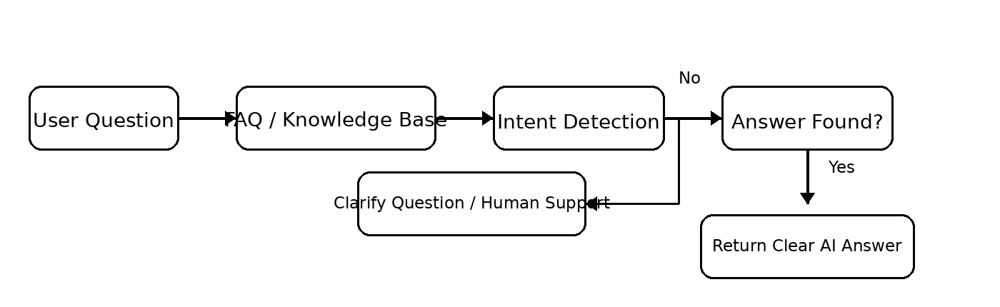 No
User Question
FAQ / Knowledge Base
Intent Detection
Answer Found?
Yes
Clarify Question / Human Support
Return Clear AI Answer